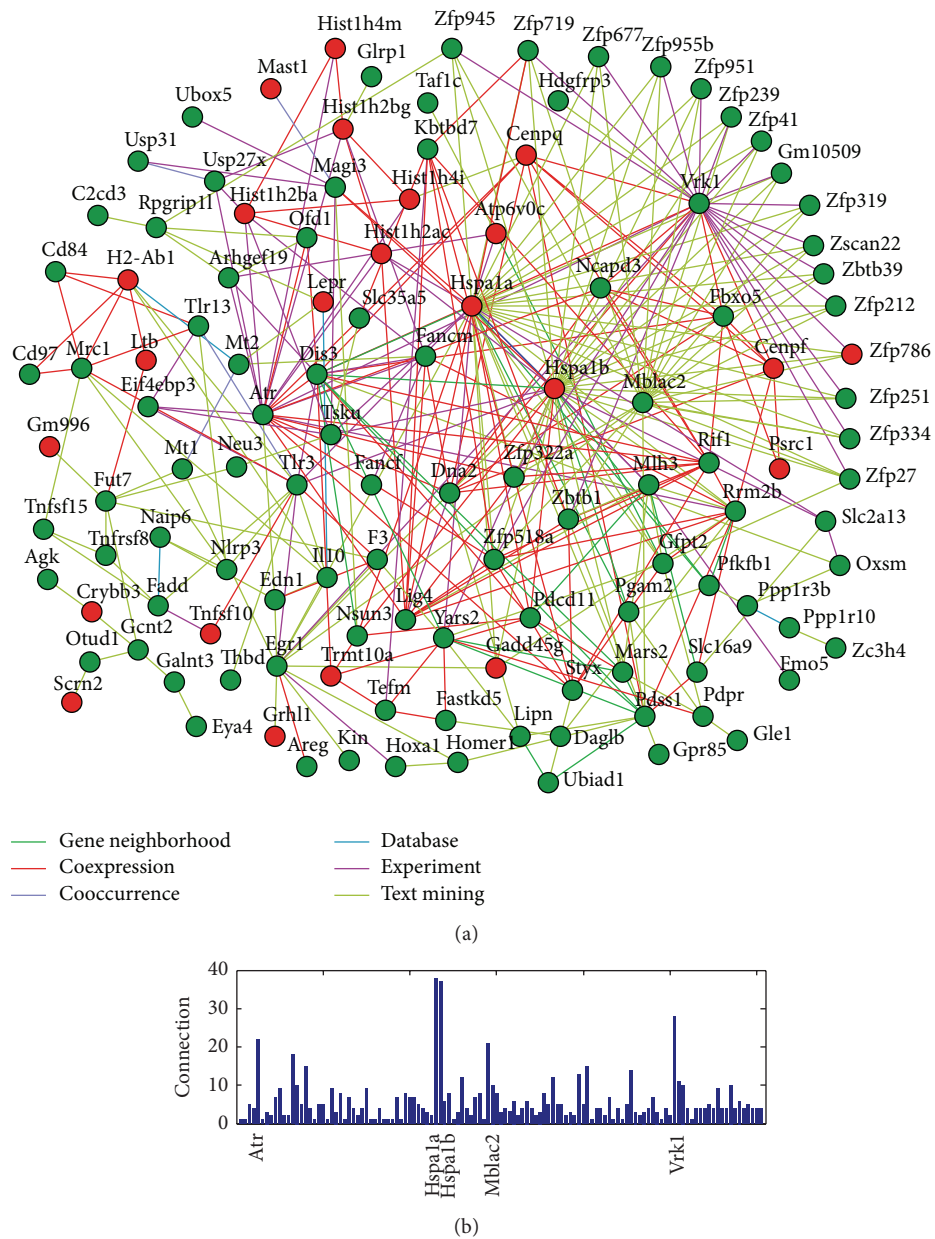 Hist1h4m
Zfp945
Zfp719
Zfp677
Glrp1
Zfp955b
Mast1
Taf1c
Hdgfrp3
Zfp951
Ubox5
Hist1h2bg
Zfp239
Kbtbd7
Cenpq
Zfp41
Usp31
Usp27x
Magi3
Gm10509
Vrk1
C2cd3
Rpgrip1l
Hist1h2ba
Hist1h4i
Zfp319
Ofd1
Atp6v0c
Cd84
H2-Ab1
Hist1h2ac
Zscan22
Arhgef19
Lepr
Hspa1a
Ncapd3
Zbtb39
Tlr13
Slc35a5
Fbxo5
Zfp212
Cd97
Mrc1
Ltb
Mt2
Dis3
Fancm
Cenpf
Zfp786
Eif4ebp3
Atr
Hspa1b
Mblac2
Zfp251
Gm996
Tsku
Zfp334
Mt1
Neu3
Tlr3
Fancf
Dna2
Zfp322a
Mlh3
Rif1
Psrc1
Zfp27
Fut7
Tnfsf15
Zbtb1
Rrm2b
Slc2a13
Naip6
Tnfrsf8
Nlrp3
Il10
F3
Zfp518a
Gfpt2
Agk
Fadd
Edn1
Pfkfb1
Oxsm
Crybb3
Nsun3
Lig4
Pgam2
Ppp1r3b
Tnfsf10
Yars2
Pdcd11
Ppp1r10
Otud1
Gcnt2
Egr1
Trmt10a
Gadd45g
Mars2
Slc16a9
Zc3h4
Galnt3
Thbd
Styx
Fmo5
Scrn2
Tefm
Fastkd5
Pdss1
Pdpr
Eya4
Grhl1
Lipn
Areg
Kin
Hoxa1
Homer1
Daglb
Gpr85
Gle1
Ubiad1
Gene neighborhood
Database
Coexpression
Experiment
Cooccurrence
Text mining
(a)
40
30
20
10
0
Connection
Atr
Hspa1a
Hspa1b
Mblac2
Vrk1
(b)